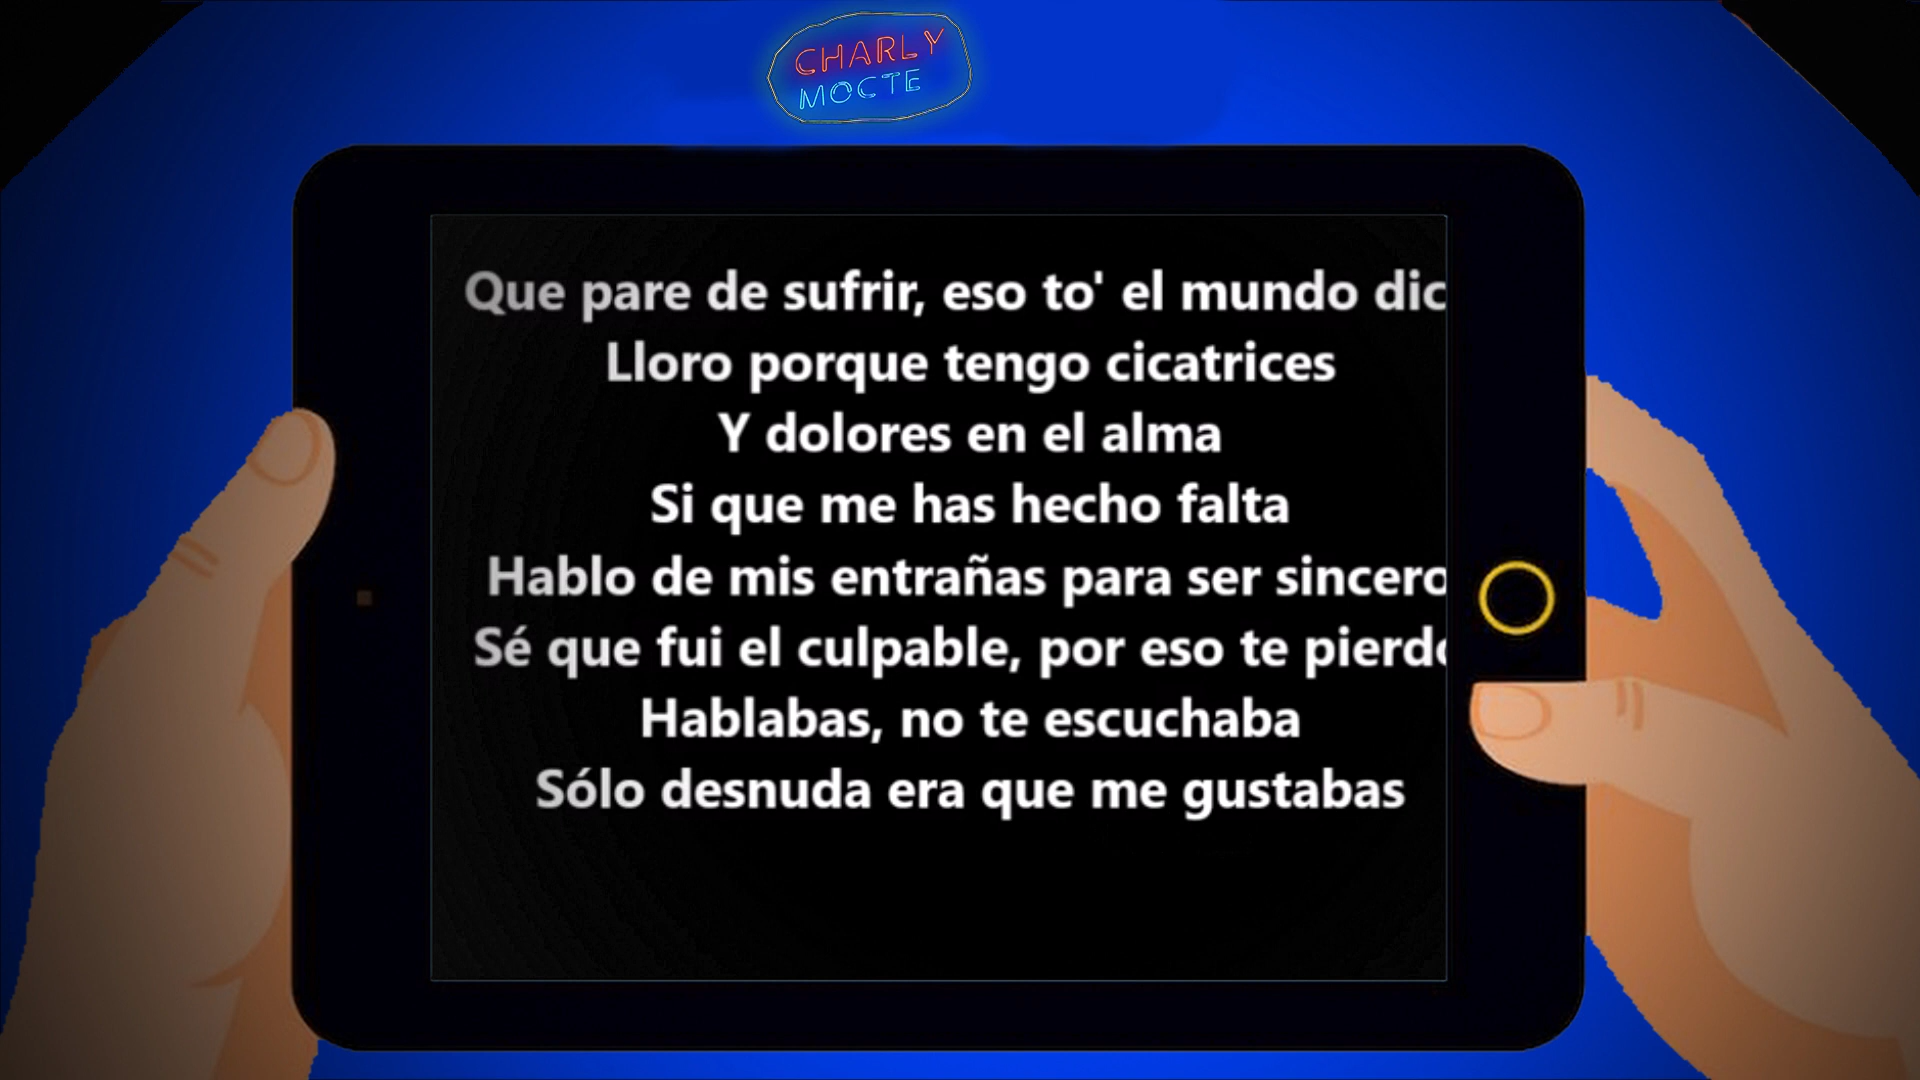 CHARLY
MOCTE
Que pare de sufrir, eso to' el mundo dic
Lloro porque tengo cicatrices
Y dolores en el alma
Si que me has hecho falta
Hablo de mis entrañas para ser sincero
Sé que fui el culpable, por eso te pierdo
Hablabas, no te escuchaba
Sólo desnuda era que me gustabas